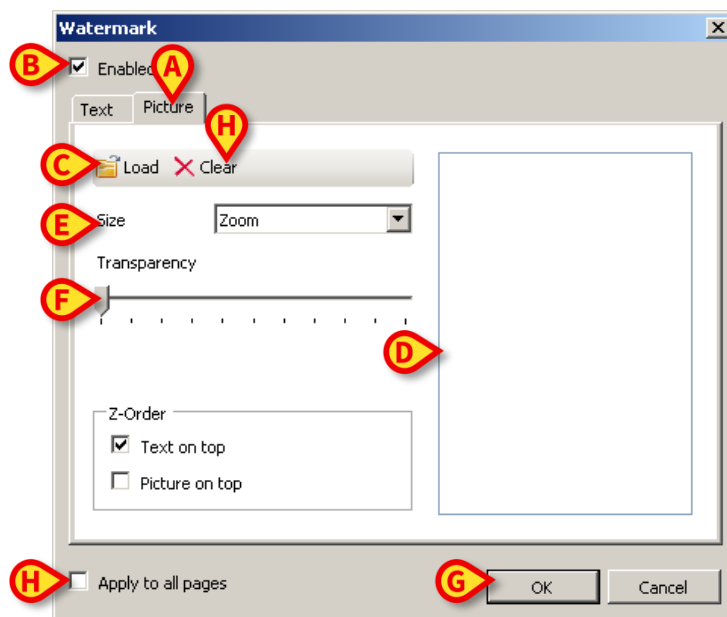 Watermark
B Enabled A
Text Picture
H
C Load Clear
E Size Zoom
Transparency
F
D
Z-Order
Text on top
Picture on top
H Apply to all pages G OK Cancel